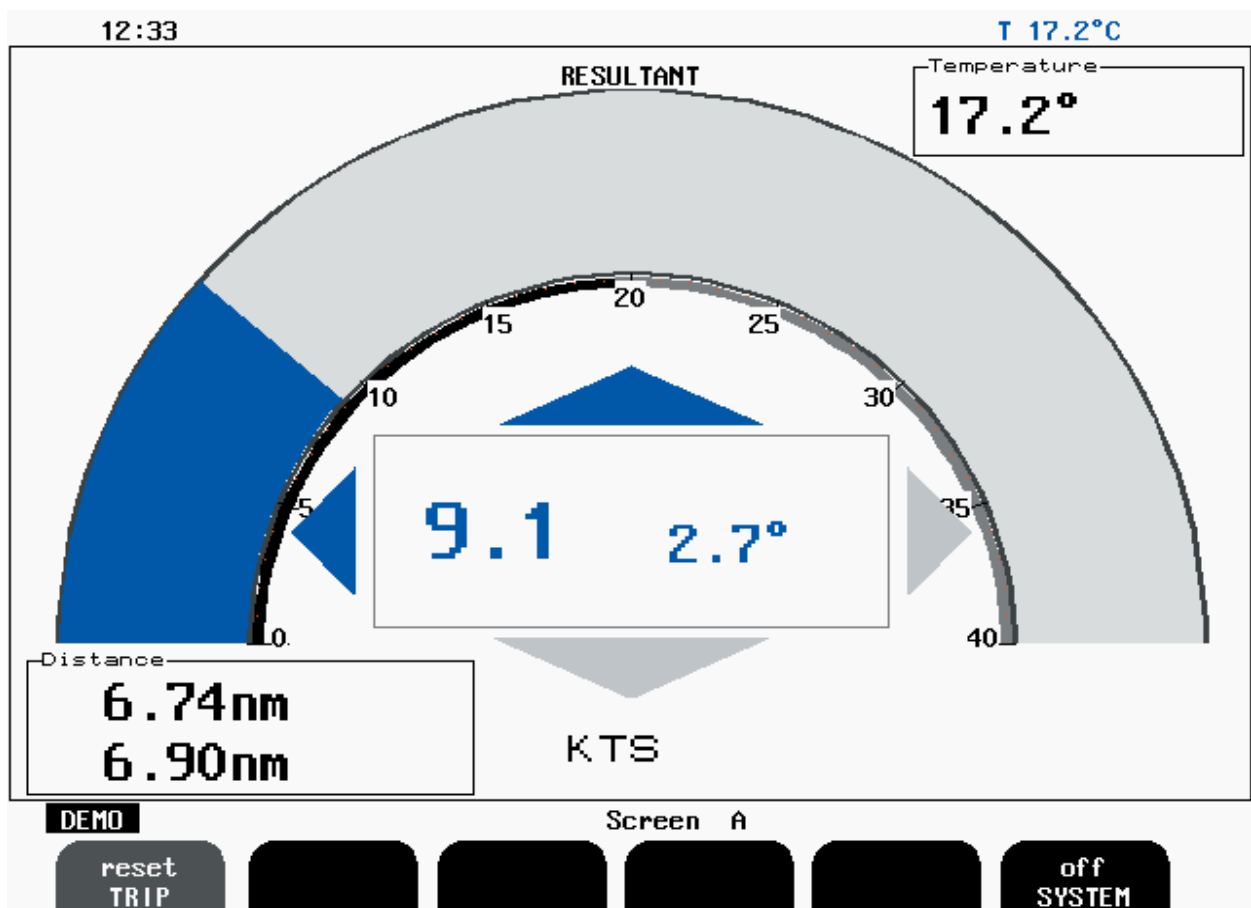 12:33
T 17.2°C
RESULTANT
Temperature
17.2°
20
15
25
10
30
5
35
9.1
2.7°
0
40
Distance
6.74nm
6.90nm
KTS
DEMO
Screen A
reset
TRIP
off
SYSTEM